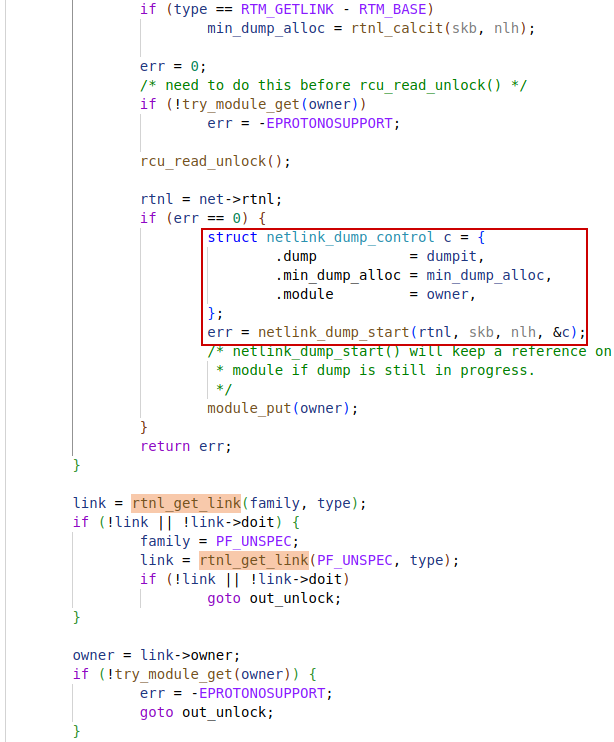 if (type == RTM_GETLINK - RTM_BASE)
min_dump_alloc = rtnl_calcit(skb, nlh);
err = 0;
/* need to do this before rcu_read_unlock() */
if (!try_module_get(owner))
err = -EPROTONOSUPPORT;
rcu_read_unlock();
rtnl = net->rtnl;
if (err == 0) {
struct netlink_dump_control c = {
.dump = dumpit,
.min_dump_alloc = min_dump_alloc,
.module = owner,
};
err = netlink_dump_start(rtnl, skb, nlh, &c);
/* netlink_dump_start() will keep a reference on
* module if dump is still in progress.
*/
module_put(owner);
}
return err;
}
link = rtnl_get_link(family, type);
if (!link || !link->doit) {
family = PF_UNSPEC;
link = rtnl_get_link(PF_UNSPEC, type);
if (!link || !link->doit)
goto out_unlock;
}
owner = link->owner;
if (!try_module_get(owner)) {
err = -EPROTONOSUPPORT;
goto out_unlock;
}